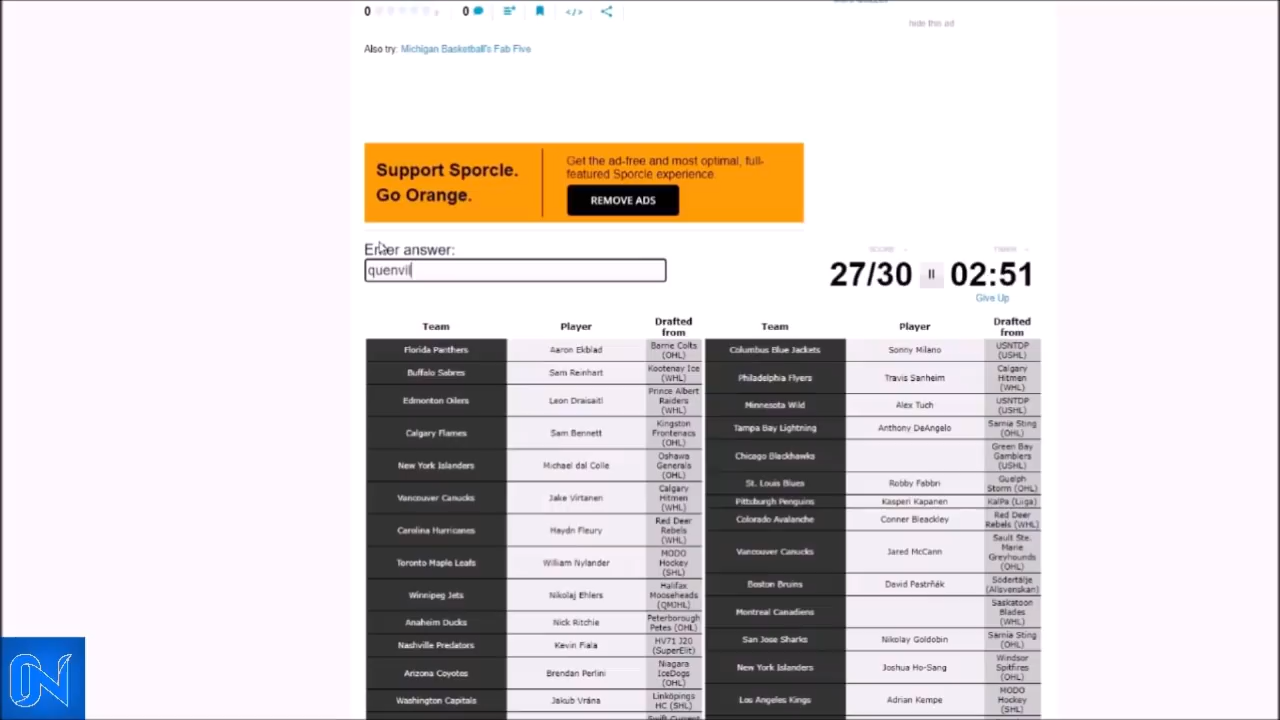 0 0 </>
hide this ad
Also try: Michigan Basketball's Fab Five
Support Sporcle.
Go Orange.
Get the ad-free and most optimal, full-
featured Sporcle experience.
REMOVE ADS
Enter answer:
quenvil
SCORE
27/30
TIMER
02:51
Give Up
Team Player Drafted from
Florida Panthers Aaron Ekblad Barrie Colts (OHL)
Buffalo Sabres Sam Reinhart Kootenay Ice (WHL)
Edmonton Oilers Leon Draisaitl Prince Albert Raiders (WHL)
Calgary Flames Sam Bennett Kingston Frontenacs (OHL)
New York Islanders Michael dal Colle Oshawa Generals (OHL)
Vancouver Canucks Jake Virtanen Calgary Hitmen (WHL)
Carolina Hurricanes Haydn Fleury Red Deer Rebels (WHL)
Toronto Maple Leafs William Nylander MODO Hockey (SHL)
Winnipeg Jets Nikolaj Ehlers Halifax Mooseheads (QMJHL)
Anaheim Ducks Nick Ritchie Peterborough Petes (OHL)
Nashville Predators Kevin Fiala HV71 J20 (SuperElit)
Arizona Coyotes Brendan Perlini Niagara IceDogs (OHL)
Washington Capitals Jakub Vrána Linköpings HC (SHL)
Swift Current
Team Player Drafted from
Columbus Blue Jackets Sonny Milano USNTDP (USHL)
Philadelphia Flyers Travis Sanheim Calgary Hitmen (WHL)
Minnesota Wild Alex Tuch USNTDP (USHL)
Tampa Bay Lightning Anthony DeAngelo Sarnia Sting (OHL)
Chicago Blackhawks Green Bay Gamblers (USHL)
St. Louis Blues Robby Fabbri Guelph Storm (OHL)
Pittsburgh Penguins Kasperi Kapanen KalPa (Liiga)
Colorado Avalanche Conner Bleackley Red Deer Rebels (WHL)
Vancouver Canucks Jared McCann Sault Ste. Marie Greyhounds (OHL)
Boston Bruins David Pastrňák Södertälje (Allsvenskan)
Montreal Canadiens Saskatoon Blades (WHL)
San Jose Sharks Nikolay Goldobin Sarnia Sting (OHL)
New York Islanders Joshua Ho-Sang Windsor Spitfires (OHL)
Los Angeles Kings Adrian Kempe MODO Hockey (SHL)